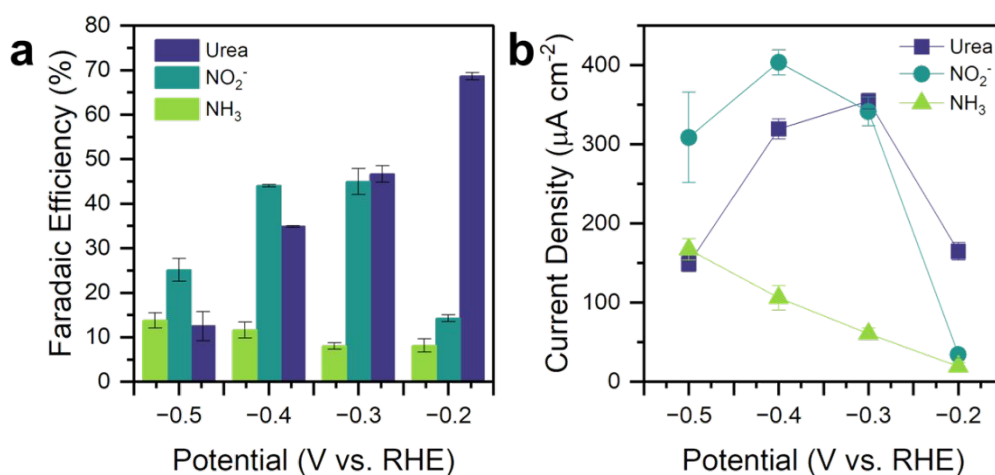 a
Faradaic Efficiency (%)
80
70
60
50
40
30
20
10
0
Urea
NO₂⁻
NH₃
−0.5
−0.4
−0.3
−0.2
Potential (V vs. RHE)
b
Current Density (µA cm⁻²)
400
300
200
100
0
Urea
NO₂⁻
NH₃
−0.5
−0.4
−0.3
−0.2
Potential (V vs. RHE)